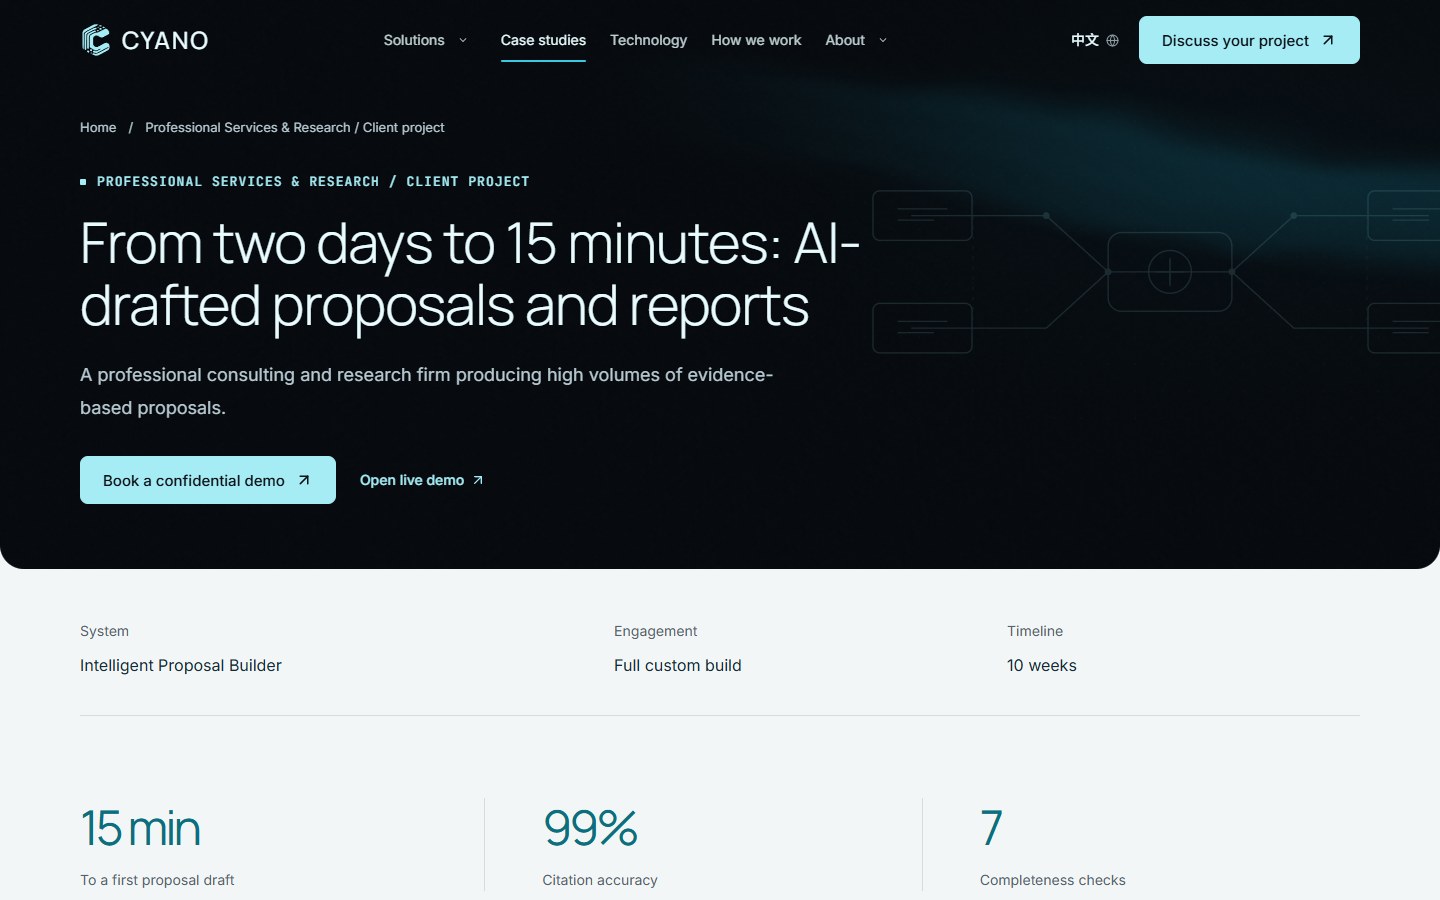 CYANO
Solutions
Case studies
Technology
How we work
About
中文
Discuss your project
Home / Professional Services & Research / Client project
PROFESSIONAL SERVICES & RESEARCH / CLIENT PROJECT
From two days to 15 minutes: AI-
drafted proposals and reports
A professional consulting and research firm producing high volumes of evidence-
based proposals.
Book a confidential demo
Open live demo
System
Intelligent Proposal Builder
Engagement
Full custom build
Timeline
10 weeks
15 min
To a first proposal draft
99%
Citation accuracy
7
Completeness checks